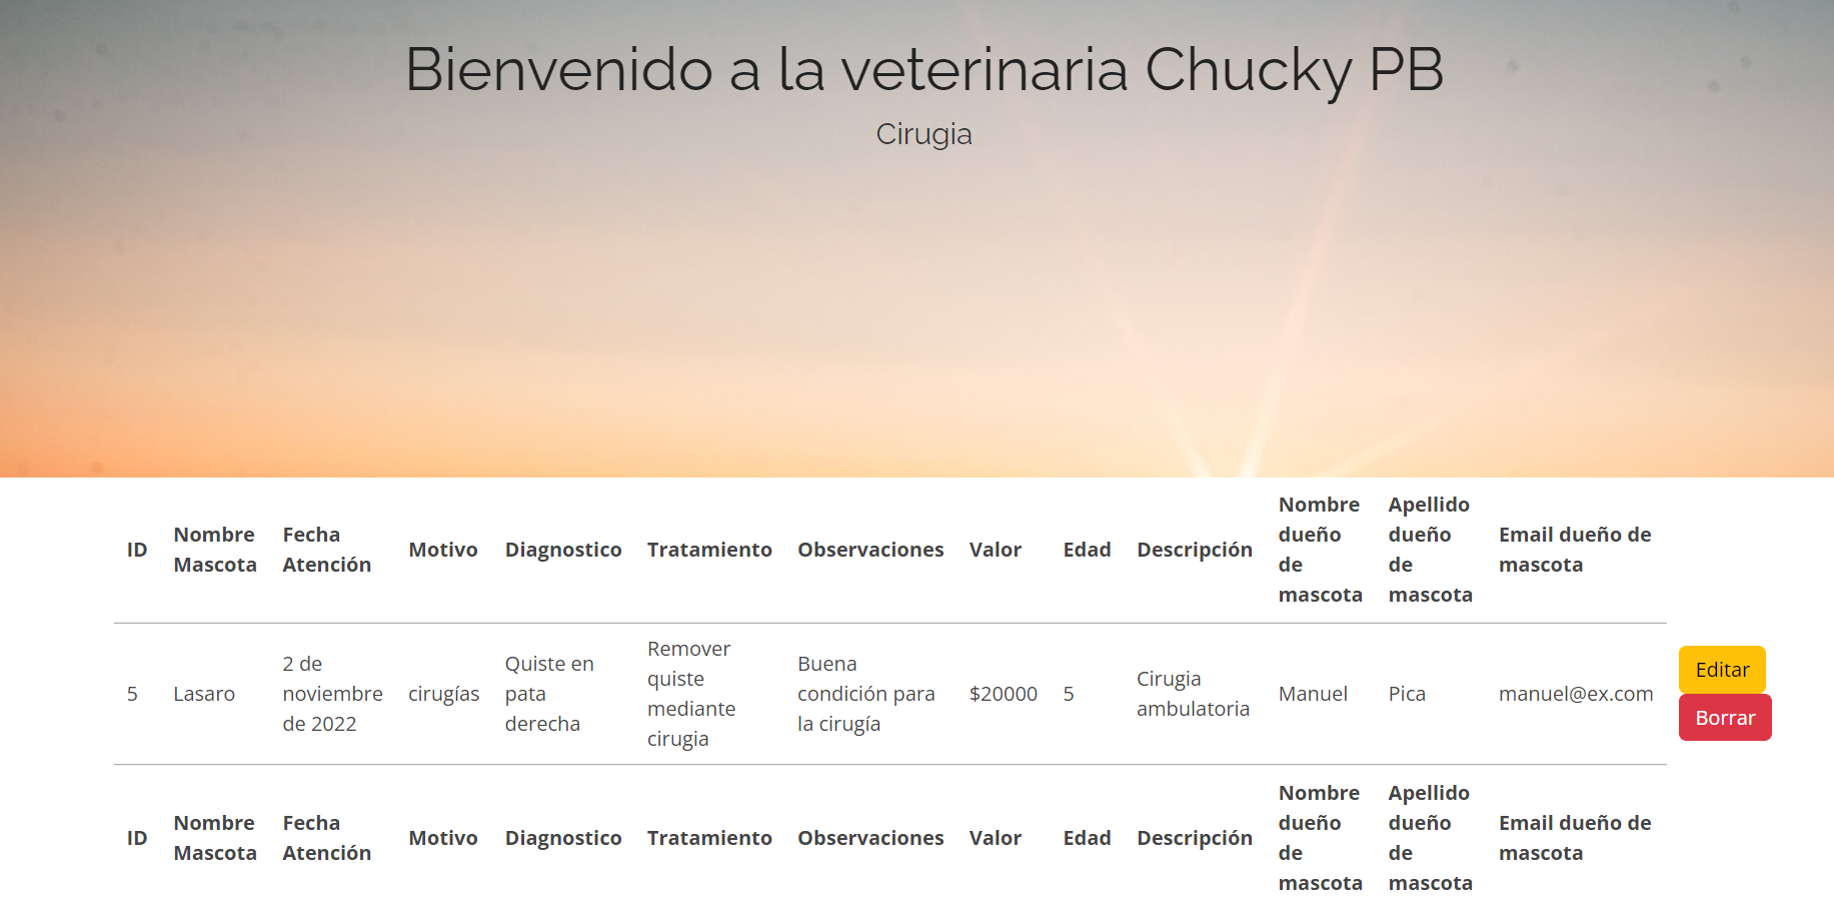 Bienvenido a la veterinaria Chucky PB
Cirugia
ID
Nombre
Mascota
Fecha
Atención
Motivo
Diagnostico
Tratamiento
Observaciones
Valor
Edad
Descripción
Nombre
dueño
de
mascota
Apellido
dueño
de
mascota
Email dueño de
mascota
5
Lasaro
2 de
noviembre
de 2022
cirugías
Quiste en
pata
derecha
Remover
quiste
mediante
cirugia
Buena
condición para
la cirugía
$20000
5
Cirugia
ambulatoria
Manuel
Pica
manuel@ex.com
Editar
Borrar
ID
Nombre
Mascota
Fecha
Atención
Motivo
Diagnostico
Tratamiento
Observaciones
Valor
Edad
Descripción
Nombre
dueño
de
mascota
Apellido
dueño
de
mascota
Email dueño de
mascota